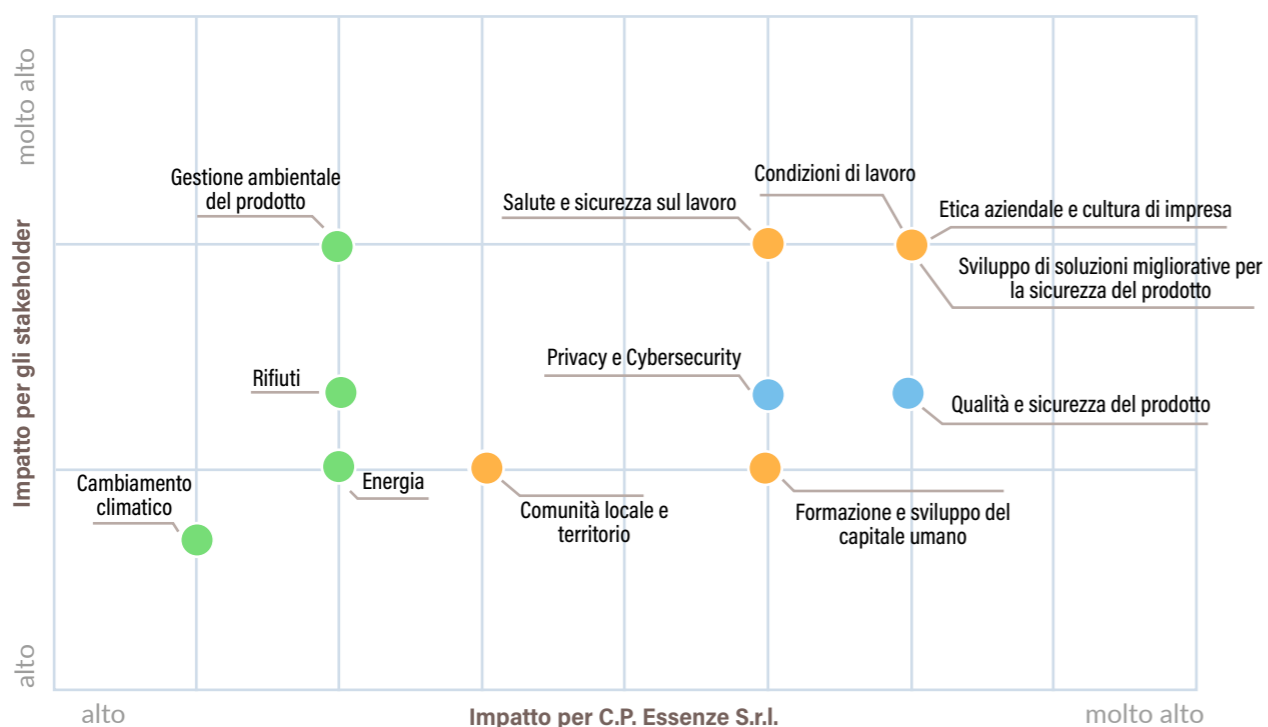 molto alto
Impatto per gli stakeholder
alto
Gestione ambientale
del prodotto
Salute e sicurezza sul lavoro
Condizioni di lavoro
Etica aziendale e cultura di impresa
Sviluppo di soluzioni migliorative per
la sicurezza del prodotto
Rifiuti
Privacy e Cybersecurity
Qualità e sicurezza del prodotto
Cambiamento
climatico
Energia
Comunità locale e
territorio
Formazione e sviluppo del
capitale umano
alto
Impatto per C.P. Essenze S.r.l.
molto alto